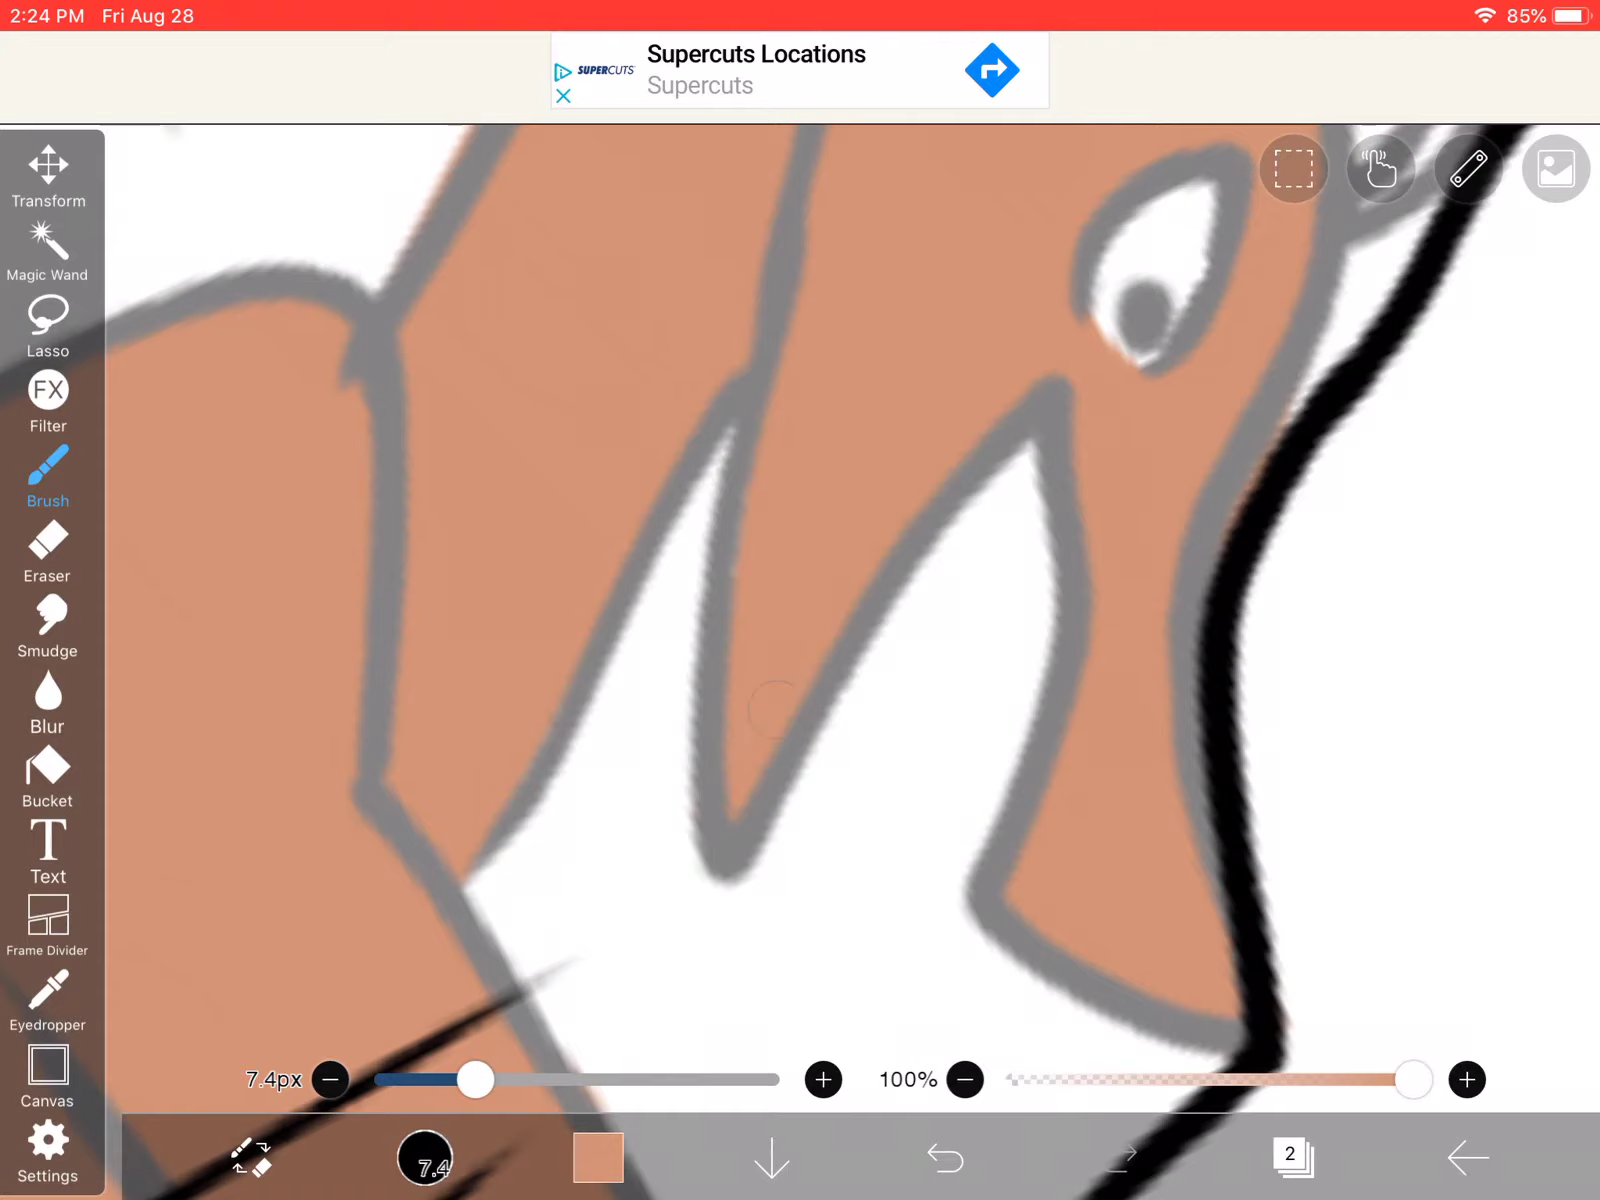 2:24 PM Fri Aug 28
85%
SUPERCUTS
Supercuts Locations
Supercuts
Transform
Magic Wand
Lasso
FX
Filter
Brush
Eraser
Smudge
Blur
Bucket
T
Text
Frame Divider
Eyedropper
Canvas
Settings
7.4px
100%
7.4
2